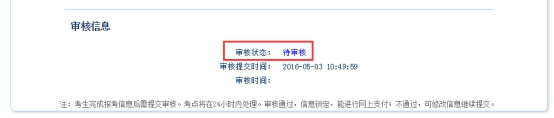 审核信息
审核状态： 待审核
审核提交时间： 2016-05-03 10:49:59
审核时间：
注：考生完成报考信息后需提交审核。考点将在24小时内处理。审核通过，信息锁定，能进行网上支付；不通过，可修改信息继续提交。